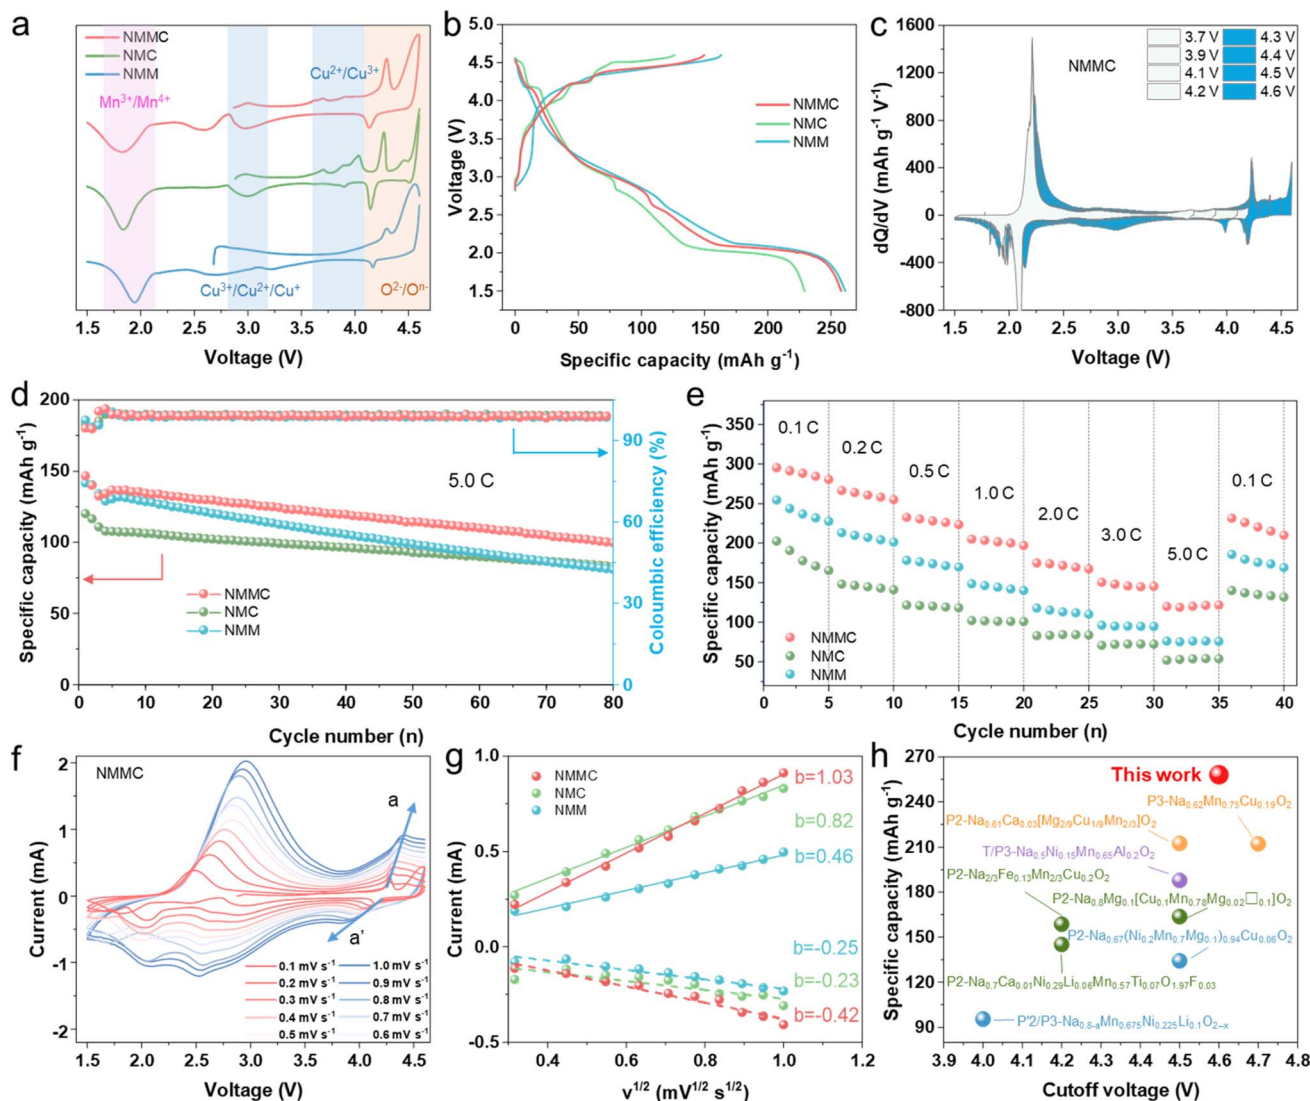 a
NMMC
NMC
NMM
Mn³⁺/Mn⁴⁺
Cu²⁺/Cu³⁺
Cu³⁺/Cu²⁺/Cu⁺
O²⁻/Oⁿ⁻
1.5 2.0 2.5 3.0 3.5 4.0 4.5
Voltage (V)
b
5.0
4.5
4.0
3.5
3.0
2.5
2.0
1.5
Voltage (V)
NMMC
NMC
NMM
0 50 100 150 200 250
Specific capacity (mAh g⁻¹)
c
1600
1200
800
400
0
-400
-800
dQ/dV (mAh g⁻¹ V⁻¹)
NMMC
3.7 V 4.3 V
3.9 V 4.4 V
4.1 V 4.5 V
4.2 V 4.6 V
1.5 2.0 2.5 3.0 3.5 4.0 4.5
Voltage (V)
d
200
150
100
50
0
Specific capacity (mAh g⁻¹)
5.0 C
NMMC
NMC
NMM
90
60
30
0
Coloumbic efficiency (%)
0 10 20 30 40 50 60 70 80
Cycle number (n)
e
350
300
250
200
150
100
50
Specific capacity (mAh g⁻¹)
0.1 C
0.2 C
0.5 C
1.0 C
2.0 C
3.0 C
5.0 C
0.1 C
NMMC
NMC
NMM
0 5 10 15 20 25 30 35 40
Cycle number (n)
f
2
1
0
-1
-2
Current (mA)
NMMC
a
a'
0.1 mV s⁻¹ 1.0 mV s⁻¹
0.2 mV s⁻¹ 0.9 mV s⁻¹
0.3 mV s⁻¹ 0.8 mV s⁻¹
0.4 mV s⁻¹ 0.7 mV s⁻¹
0.5 mV s⁻¹ 0.6 mV s⁻¹
1.5 2.0 2.5 3.0 3.5 4.0 4.5
Voltage (V)
g
1.0
0.5
0.0
-0.5
Current (mA)
NMMC
NMC
NMM
b=1.03
b=0.82
b=0.46
b=-0.25
b=-0.23
b=-0.42
0.4 0.6 0.8 1.0
v¹ᐟ² (mV¹ᐟ² s¹ᐟ²)
h
270
240
210
180
150
120
90
Specific capacity (mAh g⁻¹)
This work
P3-Na₀.₆₂Mn₀.₇₅Cu₀.₁₉O₂
P2-Na₀.₆₁Ca₀.₀₃[Mg₂/₉Cu₁/₉Mn₂/₃]O₂
T/P3-Na₀.₅Ni₀.₁₅Mn₀.₆₅Al₀.₂O₂
P2-Na₂/₃Fe₀.₁₃Mn₂/₃Cu₀.₂O₂
P2-Na₀.₈Mg₀.₁[Cu₀.₁Mn₀.₇₈Mg₀.₀₂□₀.₁]O₂
P2-Na₀.₆₇(Ni₀.₂Mn₀.₇Mg₀.₁)₀.₉₄Cu₀.₀₆O₂
P2-Na₀.₇Ca₀.₀₁Ni₀.₂₉Li₀.₀₆Mn₀.₅₇Ti₀.₀₇O₁.₉₇F₀.₀₃
P'2/P3-Na₀.₈₋ₐMn₀.₆₇₅Ni₀.₂₂₅Li₀.₁O₂₋ₓ
3.9 4.0 4.1 4.2 4.3 4.4 4.5 4.6 4.7 4.8
Cutoff voltage (V)